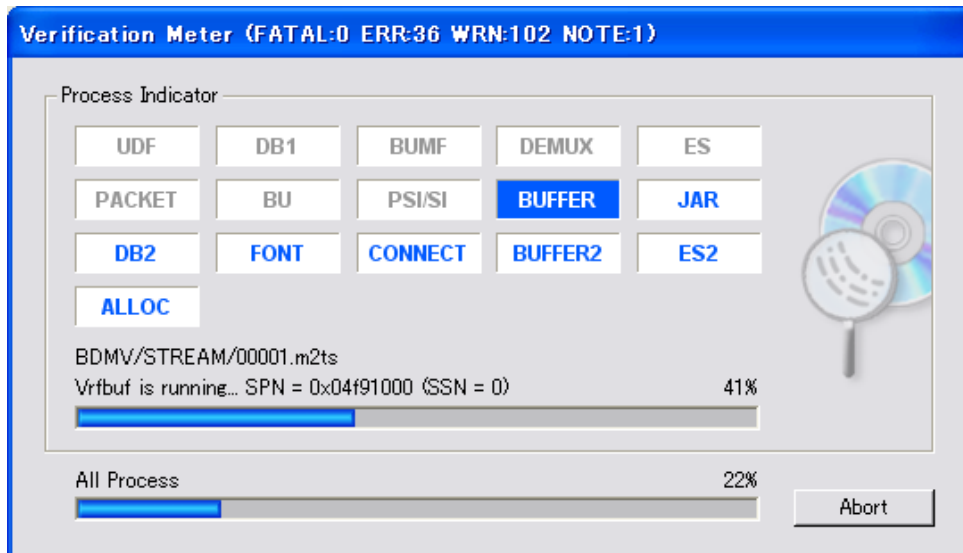 Verification Meter (FATAL:0 ERR:36 WRN:102 NOTE:1)
Process Indicator
UDF DB1 BUMF DEMUX ES
PACKET BU PSI/SI BUFFER JAR
DB2 FONT CONNECT BUFFER2 ES2
ALLOC
BDMV/STREAM/00001.m2ts
Vrfbuf is running... SPN = 0x04f91000 (SSN = 0) 41%
All Process 22%
Abort